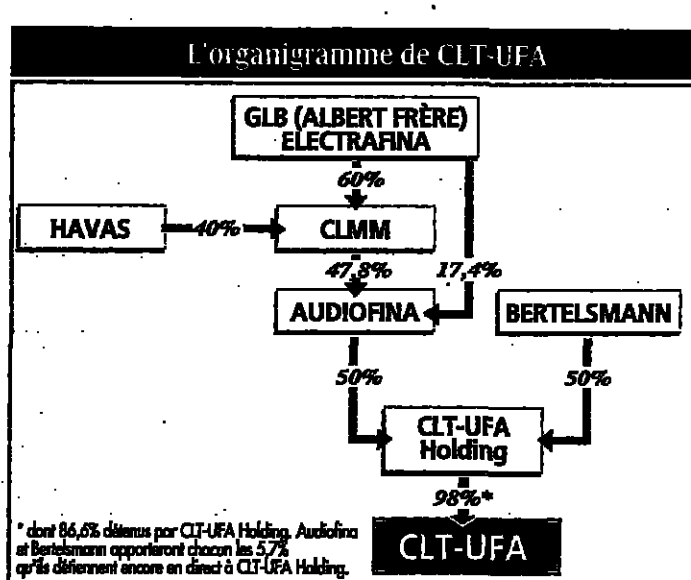 L'organigramme de CLT-UFA
GLB (ALBERT FRÈRE)
ELECTRAFINA
60%
HAVAS
40%
CLMM
47,8%
17,4%
AUDIOFINA
BERTELSMANN
50%
50%
CLT-UFA
Holding
98%*
CLT-UFA
* dont 86,6% détenus par CLT-UFA Holding. Audiofina
et Bertelsmann apporteront chacun les 5,7%
qu'ils détiennent encore en direct à CLT-UFA Holding.